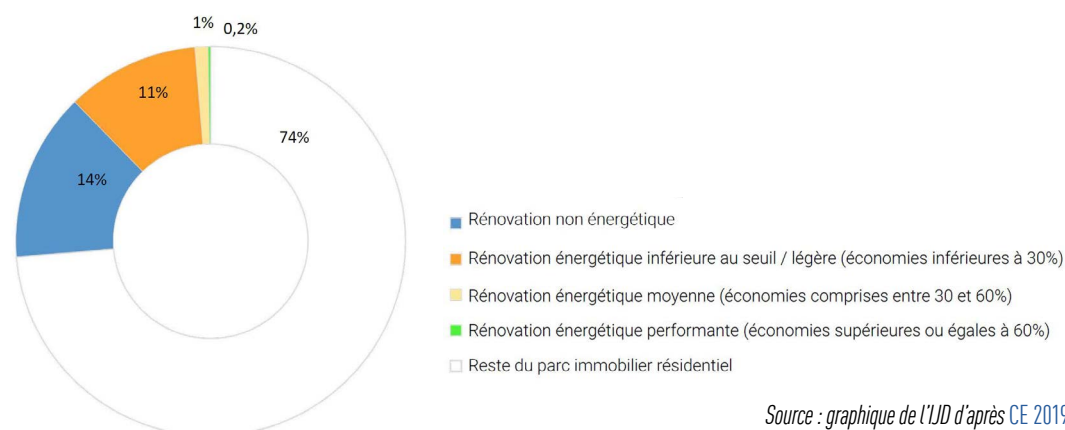 1%
0,2%
11%
74%
14%
Rénovation non énergétique
Rénovation énergétique inférieure au seuil / légère (économies inférieures à 30%)
Rénovation énergétique moyenne (économies comprises entre 30 et 60%)
Rénovation énergétique performante (économies supérieures ou égales à 60%)
Reste du parc immobilier résidentiel
Source : graphique de l'IJD d'après CE 2019